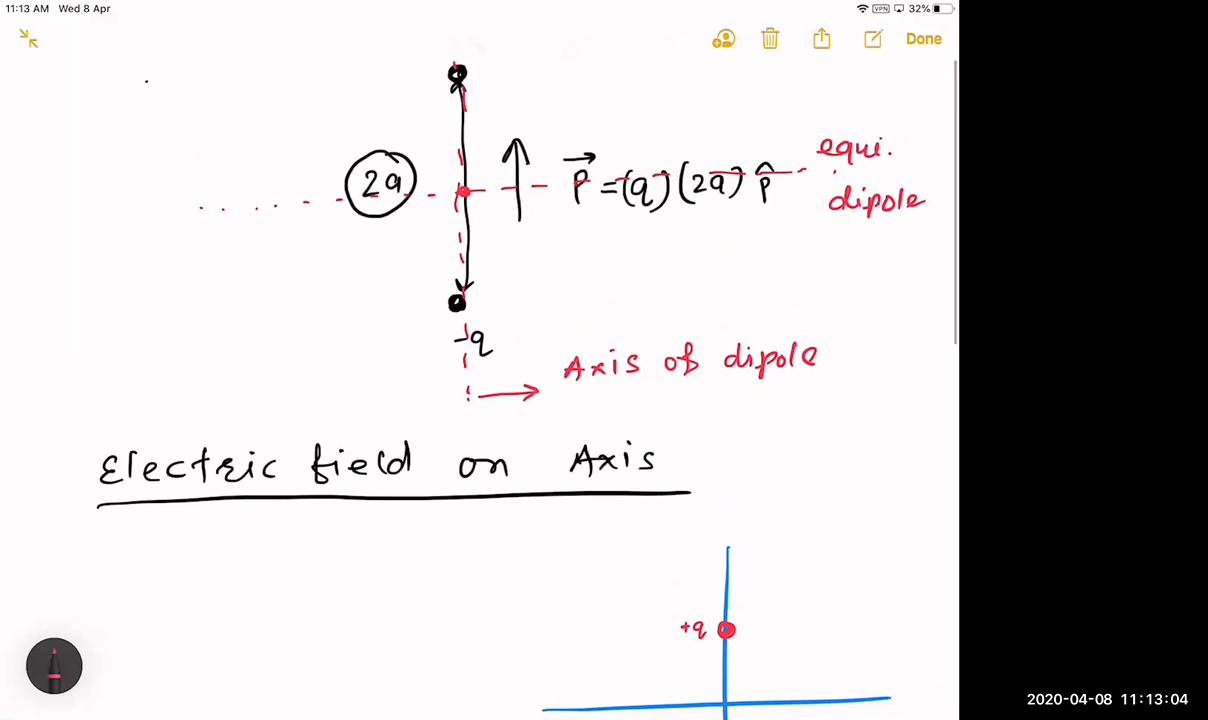 11:13 AM Wed 8 Apr
VPN 32%
Done
equi.
2a
P = (q) (2a) P̂
dipole
-q
Axis of dipole
Electric field on Axis
+q
2020-04-08 11:13:04